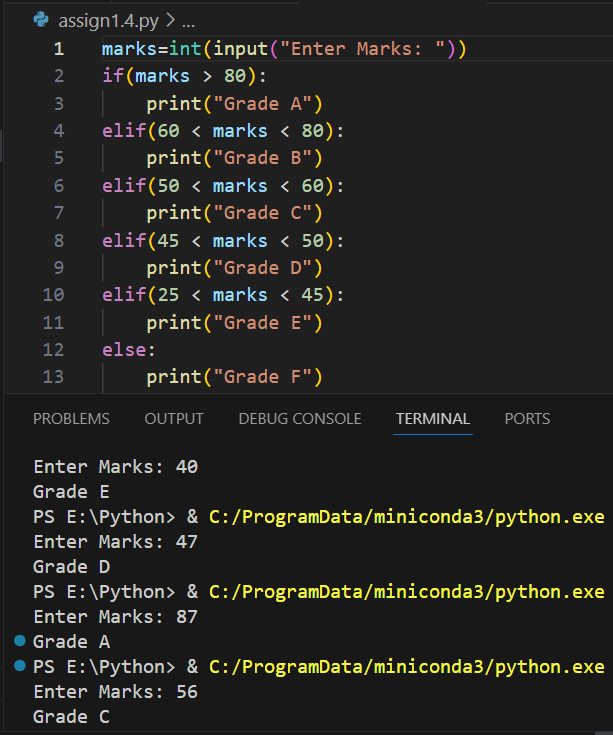 assign1.4.py > ...
1 marks=int(input("Enter Marks: "))
2 if(marks > 80):
3     print("Grade A")
4 elif(60 < marks < 80):
5     print("Grade B")
6 elif(50 < marks < 60):
7     print("Grade C")
8 elif(45 < marks < 50):
9     print("Grade D")
10 elif(25 < marks < 45):
11     print("Grade E")
12 else:
13     print("Grade F")
PROBLEMS OUTPUT DEBUG CONSOLE TERMINAL PORTS
Enter Marks: 40
Grade E
PS E:\Python> & C:/ProgramData/miniconda3/python.exe
Enter Marks: 47
Grade D
PS E:\Python> & C:/ProgramData/miniconda3/python.exe
Enter Marks: 87
Grade A
PS E:\Python> & C:/ProgramData/miniconda3/python.exe
Enter Marks: 56
Grade C